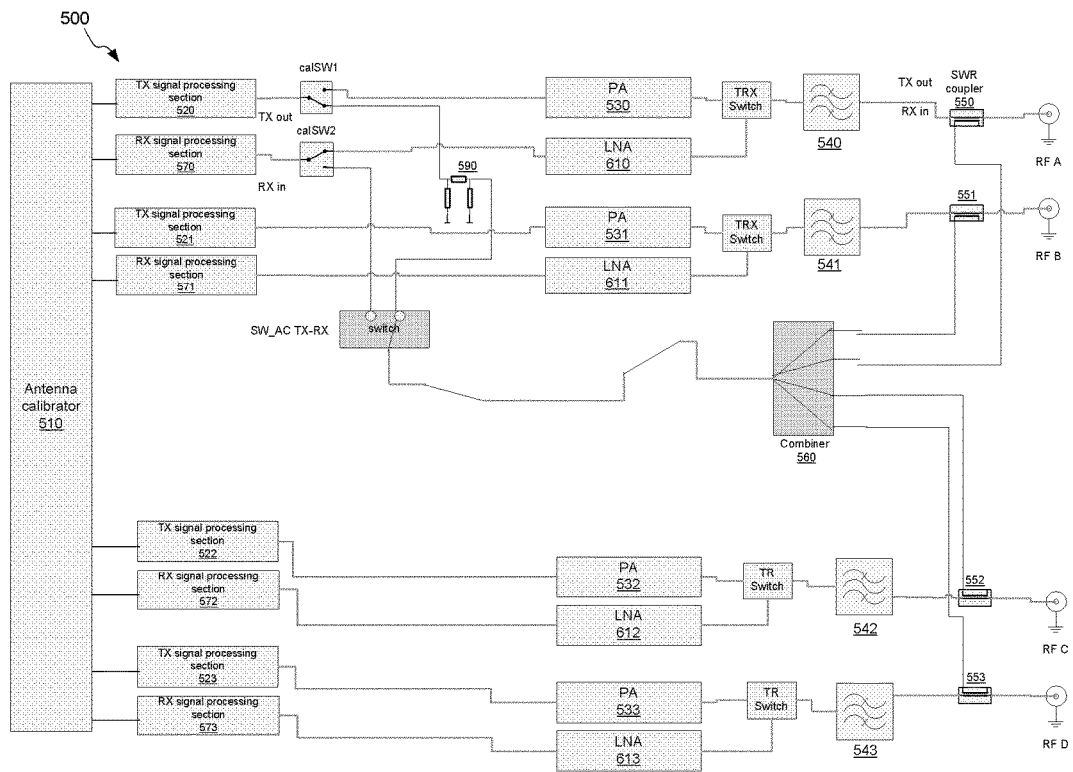 500
TX signal processing
section
520
calSW1
TX out
PA
530
TRX
Switch
540
TX out
RX in
SWR
coupler
550
RF A
RX signal processing
section
570
calSW2
RX in
LNA
610
590
TX signal processing
section
521
PA
531
TRX
Switch
541
551
RF B
RX signal processing
section
571
LNA
611
SW_AC TX-RX
switch
Antenna
calibrator
510
Combiner
560
TX signal processing
section
522
PA
532
TR
Switch
542
552
RF C
RX signal processing
section
572
LNA
612
TX signal processing
section
523
PA
533
TR
Switch
543
553
RF D
RX signal processing
section
573
LNA
613